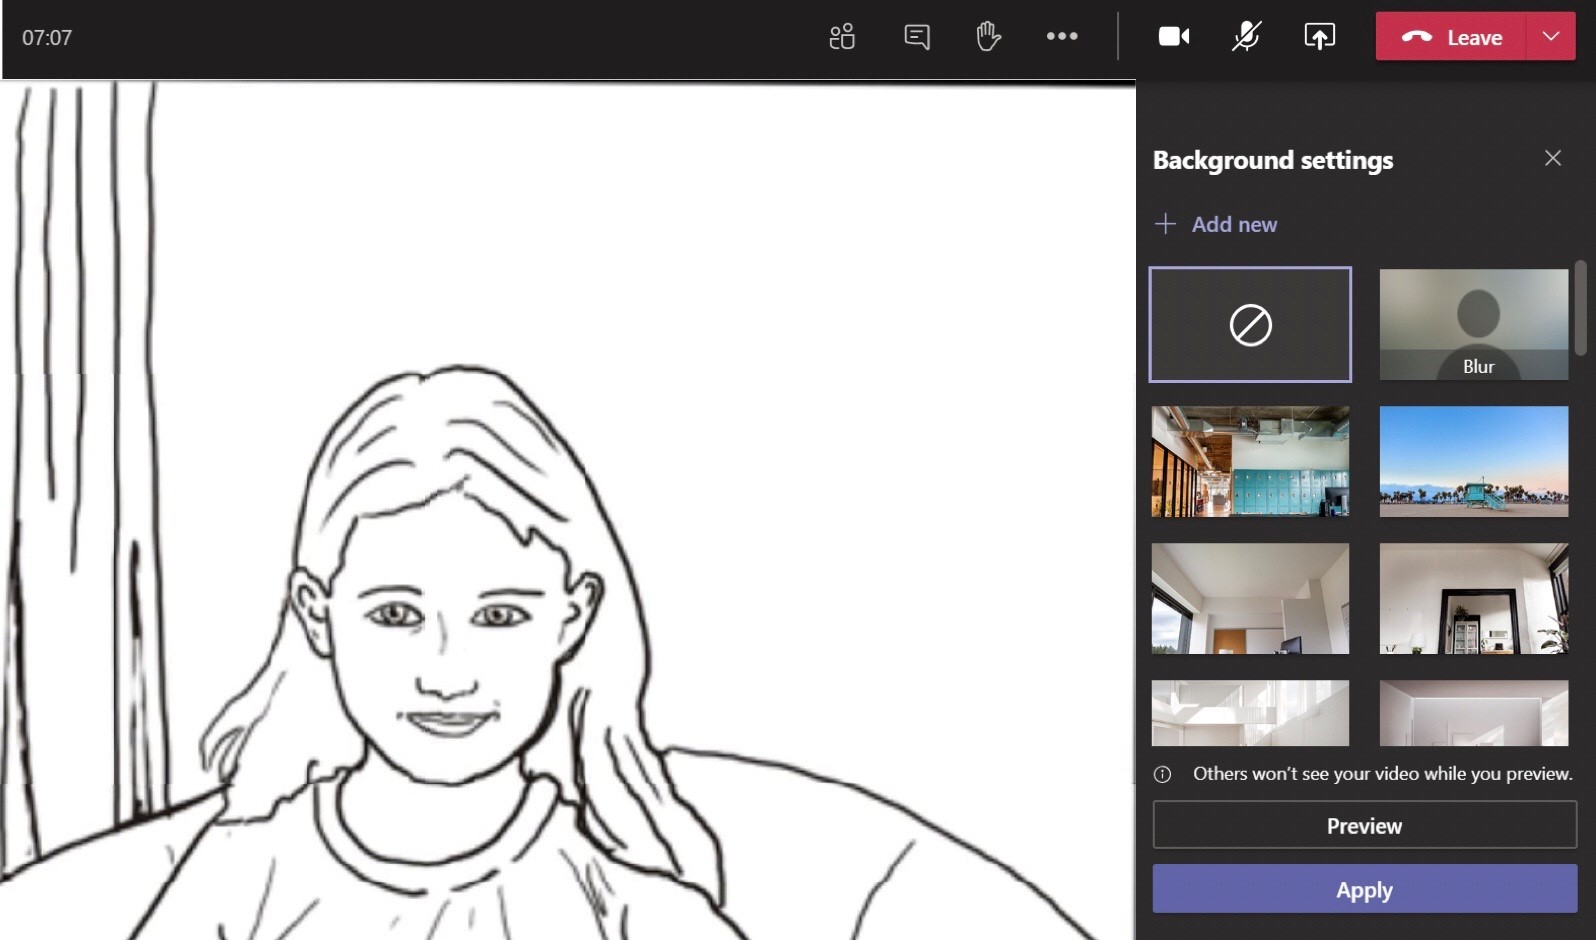 07:07
Leave
Background settings
Add new
Blur
Others won’t see your video while you preview.
Preview
Apply